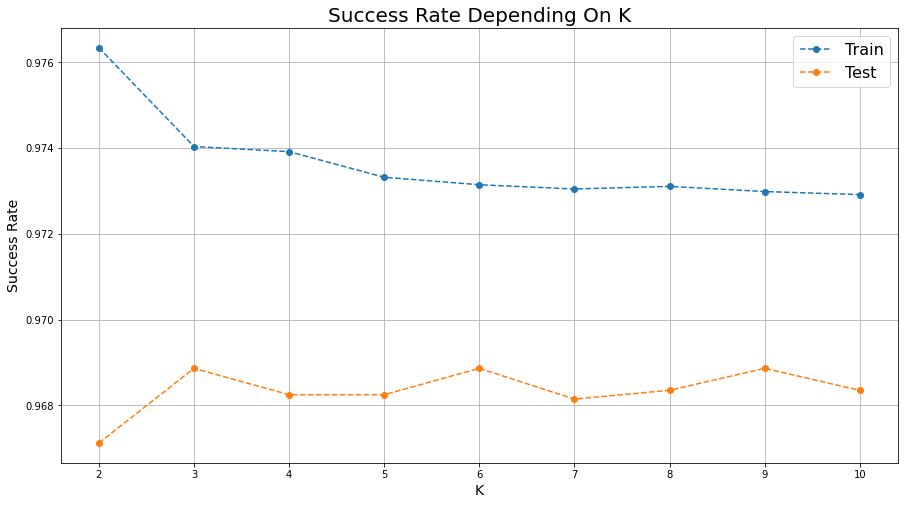 Success Rate Depending On K
Train
Test
0.976
0.974
0.972
0.970
0.968
Success Rate
2 3 4 5 6 7 8 9 10
K